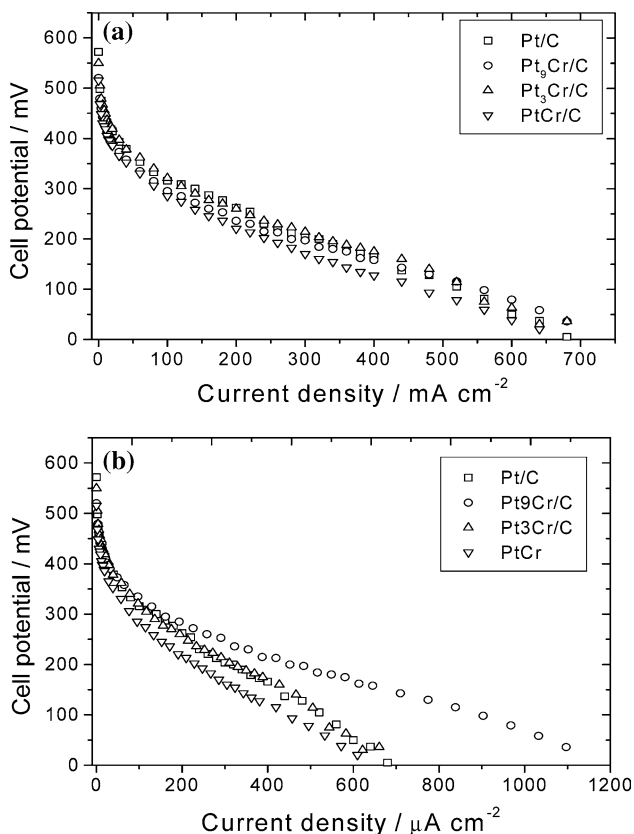 (a)
Pt/C
Pt₉Cr/C
Pt₃Cr/C
PtCr/C
Cell potential / mV
600
500
400
300
200
100
0
0 100 200 300 400 500 600 700
Current density / mA cm⁻²
(b)
Pt/C
Pt9Cr/C
Pt3Cr/C
PtCr
Cell potential / mV
600
500
400
300
200
100
0
0 200 400 600 800 1000 1200
Current density / μA cm⁻²